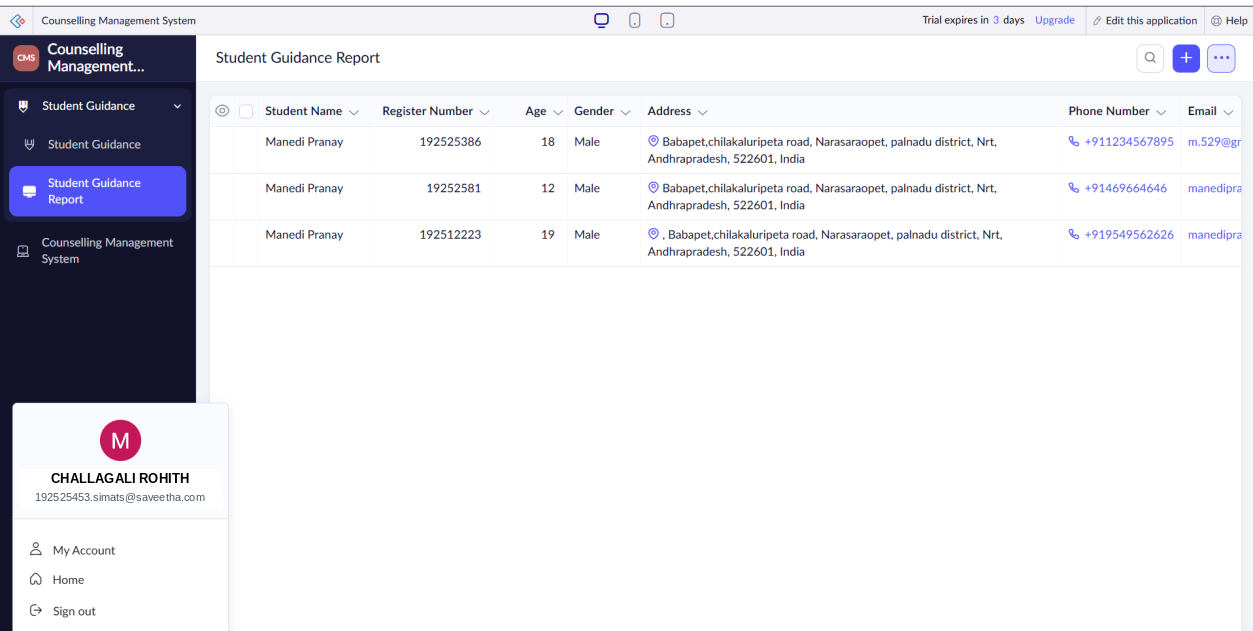 Counselling Management System
Trial expires in 3 days Upgrade Edit this application Help
CMS Counselling Management...
Student Guidance Report
Student Guidance
Student Guidance
Student Guidance
Report
Counselling Management
System
Student Name Register Number Age Gender Address Phone Number Email
Manedi Pranay 192525386 18 Male Babapet,chilakaluripeta road, Narasaraopet, palnadu district, Nrt,
Andhrapradesh, 522601, India +911234567895 m.529@gr
Manedi Pranay 19252581 12 Male Babapet,chilakaluripeta road, Narasaraopet, palnadu district, Nrt,
Andhrapradesh, 522601, India +91469664646 manedipra
Manedi Pranay 192512223 19 Male , Babapet,chilakaluripeta road, Narasaraopet, palnadu district, Nrt,
Andhrapradesh, 522601, India +919549562626 manedipra
M
CHALLAGALI ROHITH
192525453.simats@saveetha.com
My Account
Home
Sign out